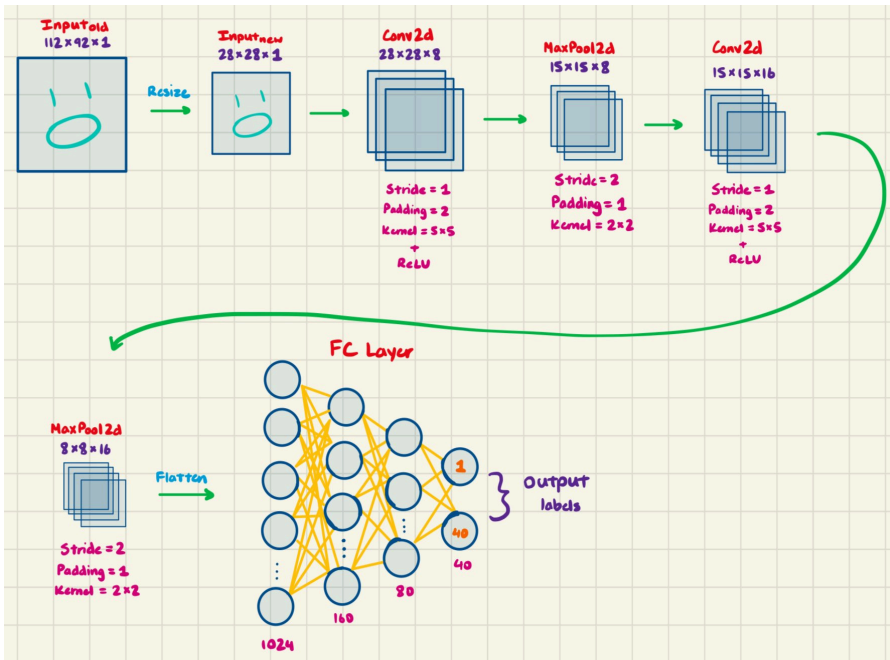 Input old
112×92×1
Resize
Input new
28×28×1
Conv2d
28×28×8
Stride = 1
Padding = 2
Kernel = 5×5
+
ReLU
MaxPool2d
15×15×8
Stride = 2
Padding = 1
Kernel = 2×2
Conv2d
15×15×16
Stride = 1
Padding = 2
Kernel = 5×5
+
ReLU
MaxPool2d
8×8×16
Stride = 2
Padding = 1
Kernel = 2×2
Flatten
FC Layer
1024
160
80
1
40
40
output
labels